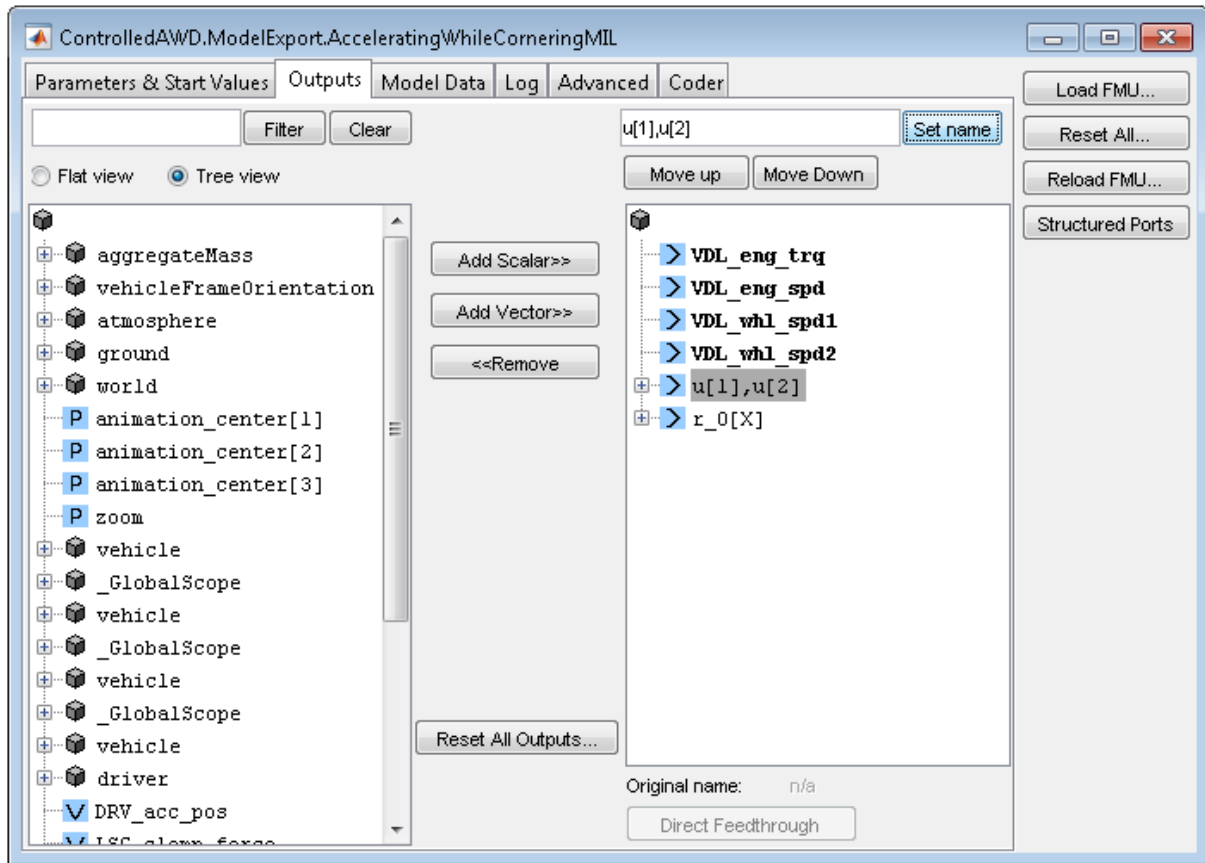 ControlledAWD.ModelExport.AcceleratingWhileCorneringMIL
Parameters & Start Values Outputs Model Data Log Advanced Coder
Filter Clear
Flat view Tree view
aggregateMass
vehicleFrameOrientation
atmosphere
ground
world
P animation_center[1]
P animation_center[2]
P animation_center[3]
P zoom
vehicle
_GlobalScope
vehicle
_GlobalScope
vehicle
_GlobalScope
vehicle
driver
V DRV_acc_pos
Add Scalar>>
Add Vector>>
<<Remove
Reset All Outputs...
u[1],u[2] Set name
Move up Move Down
VDL_eng_trq
VDL_eng_spd
VDL_whl_spd1
VDL_whl_spd2
u[1],u[2]
r_0[X]
Original name: n/a
Direct Feedthrough
Load FMU...
Reset All...
Reload FMU...
Structured Ports